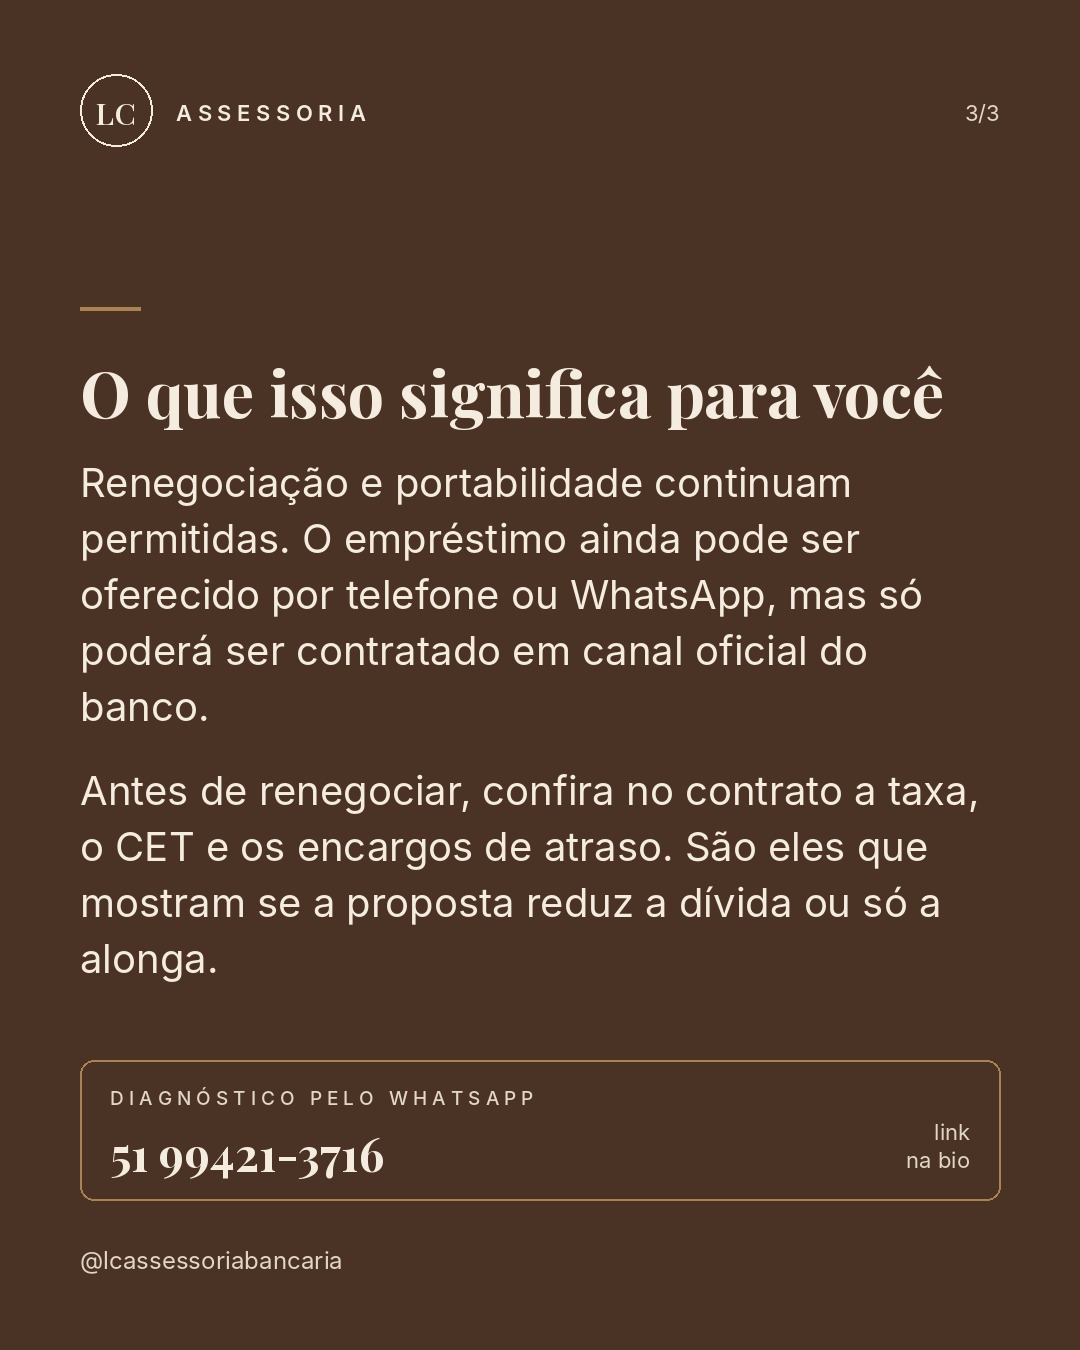 LC ASSESSORIA 3/3
O que isso significa para você
Renegociação e portabilidade continuam
permitidas. O empréstimo ainda pode ser
oferecido por telefone ou WhatsApp, mas só
poderá ser contratado em canal oficial do
banco.
Antes de renegociar, confira no contrato a taxa,
o CET e os encargos de atraso. São eles que
mostram se a proposta reduz a dívida ou só a
alonga.
DIAGNÓSTICO PELO WHATSAPP
51 99421-3716
link
na bio
@lcassessoriabancaria